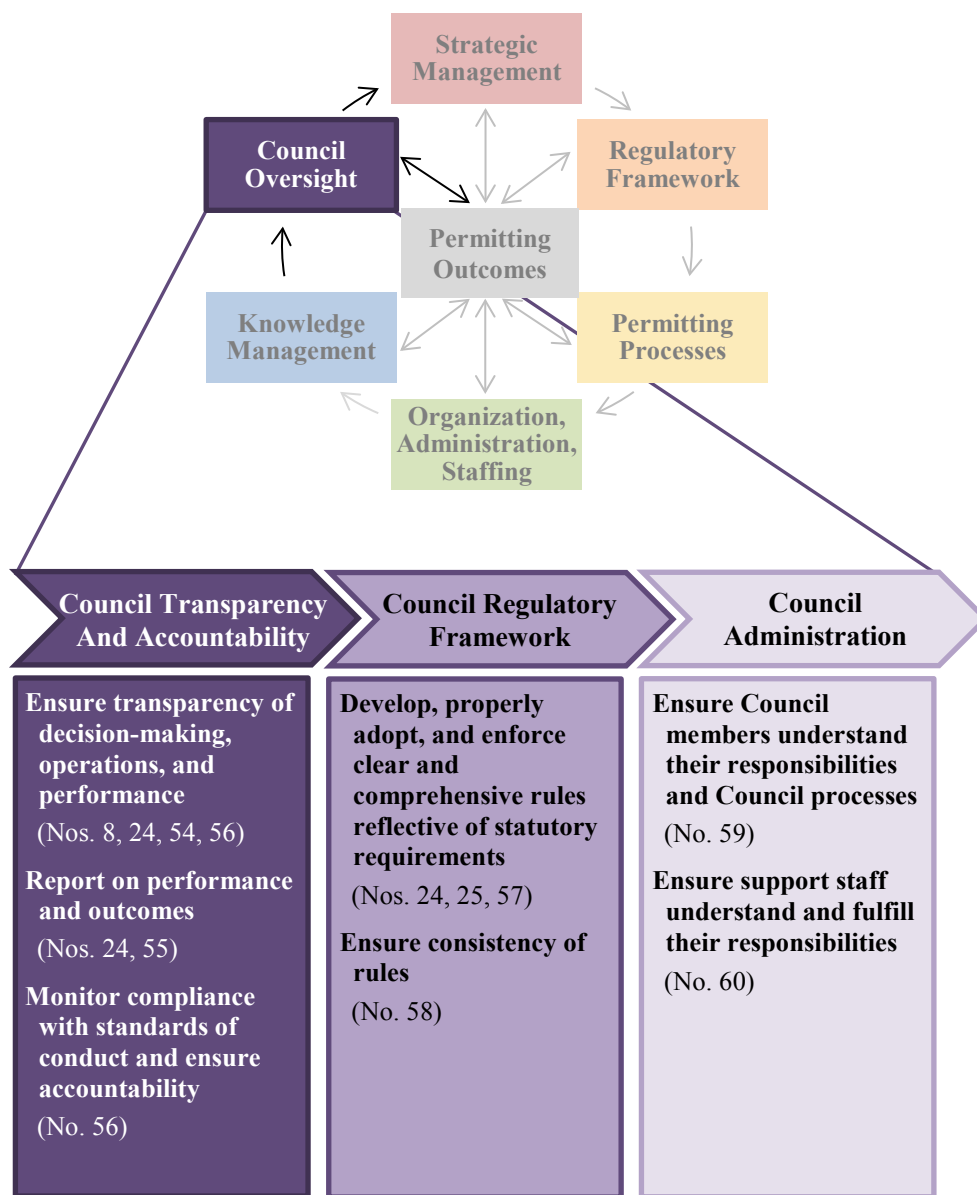 Strategic
Management
Council
Oversight
Regulatory
Framework
Permitting
Outcomes
Knowledge
Management
Permitting
Processes
Organization,
Administration,
Staffing
Council Transparency
And Accountability
Council Regulatory
Framework
Council
Administration
Ensure transparency of
decision-making,
operations, and
performance
(Nos. 8, 24, 54, 56)
Report on performance
and outcomes
(Nos. 24, 55)
Monitor compliance
with standards of
conduct and ensure
accountability
(No. 56)
Develop, properly
adopt, and enforce
clear and
comprehensive rules
reflective of statutory
requirements
(Nos. 24, 25, 57)
Ensure consistency of
rules
(No. 58)
Ensure Council
members understand
their responsibilities
and Council processes
(No. 59)
Ensure support staff
understand and fulfill
their responsibilities
(No. 60)